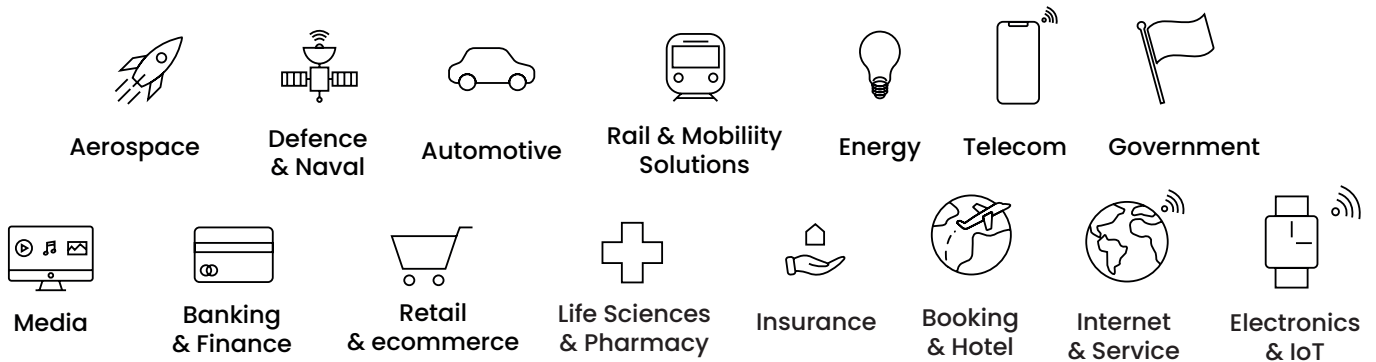 Aerospace
Defence
& Naval
Automotive
Rail & Mobiliity
Solutions
Energy
Telecom
Government
Media
Banking
& Finance
Retail
& ecommerce
Life Sciences
& Pharmacy
Insurance
Booking
& Hotel
Internet
& Service
Electronics
& IoT